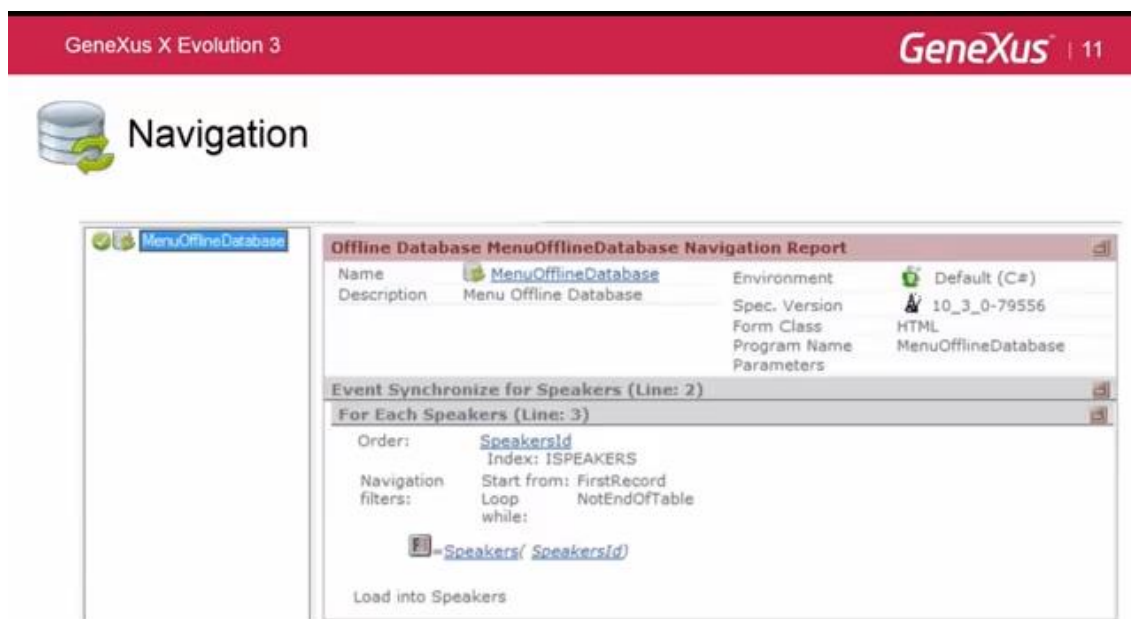 GeneXus X Evolution 3
GeneXus | 11
Navigation
MenuOfflineDatabase
Offline Database MenuOfflineDatabase Navigation Report
Name MenuOfflineDatabase
Description Menu Offline Database
Environment Default (C#)
Spec. Version 10_3_0-79556
Form Class HTML
Program Name MenuOfflineDatabase
Parameters
Event Synchronize for Speakers (Line: 2)
For Each Speakers (Line: 3)
Order: SpeakersId
Index: ISPEAKERS
Navigation filters: Start from: FirstRecord
Loop while: NotEndOfTable
=Speakers( SpeakersId)
Load into Speakers